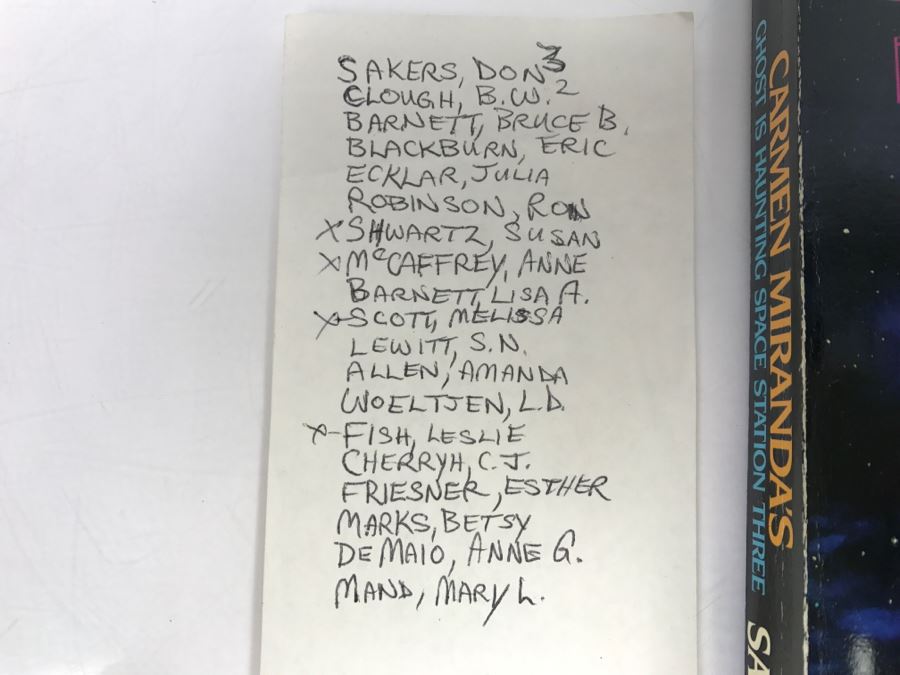 SAKERS, DON 3
CLOUGH, B.W. 2
BARNETT, BRUCE B.
BLACKBURN, ERIC
ECKLAR, JULIA
ROBINSON, RON
X SHWARTZ, SUSAN
X McCAFFREY, ANNE
BARNETT, LISA A.
X SCOTT, MELISSA
LEWITT, S.N.
ALLEN, AMANDA
WOELTJEN, L.D.
X FISH, LESLIE
CHERRYH, C.J.
FRIESNER, ESTHER
MARKS, BETSY
DE MAIO, ANNE G.
MAND, MARY L.
CARMEN MIRANDA'S
GHOST IS HAUNTING SPACE STATION THREE